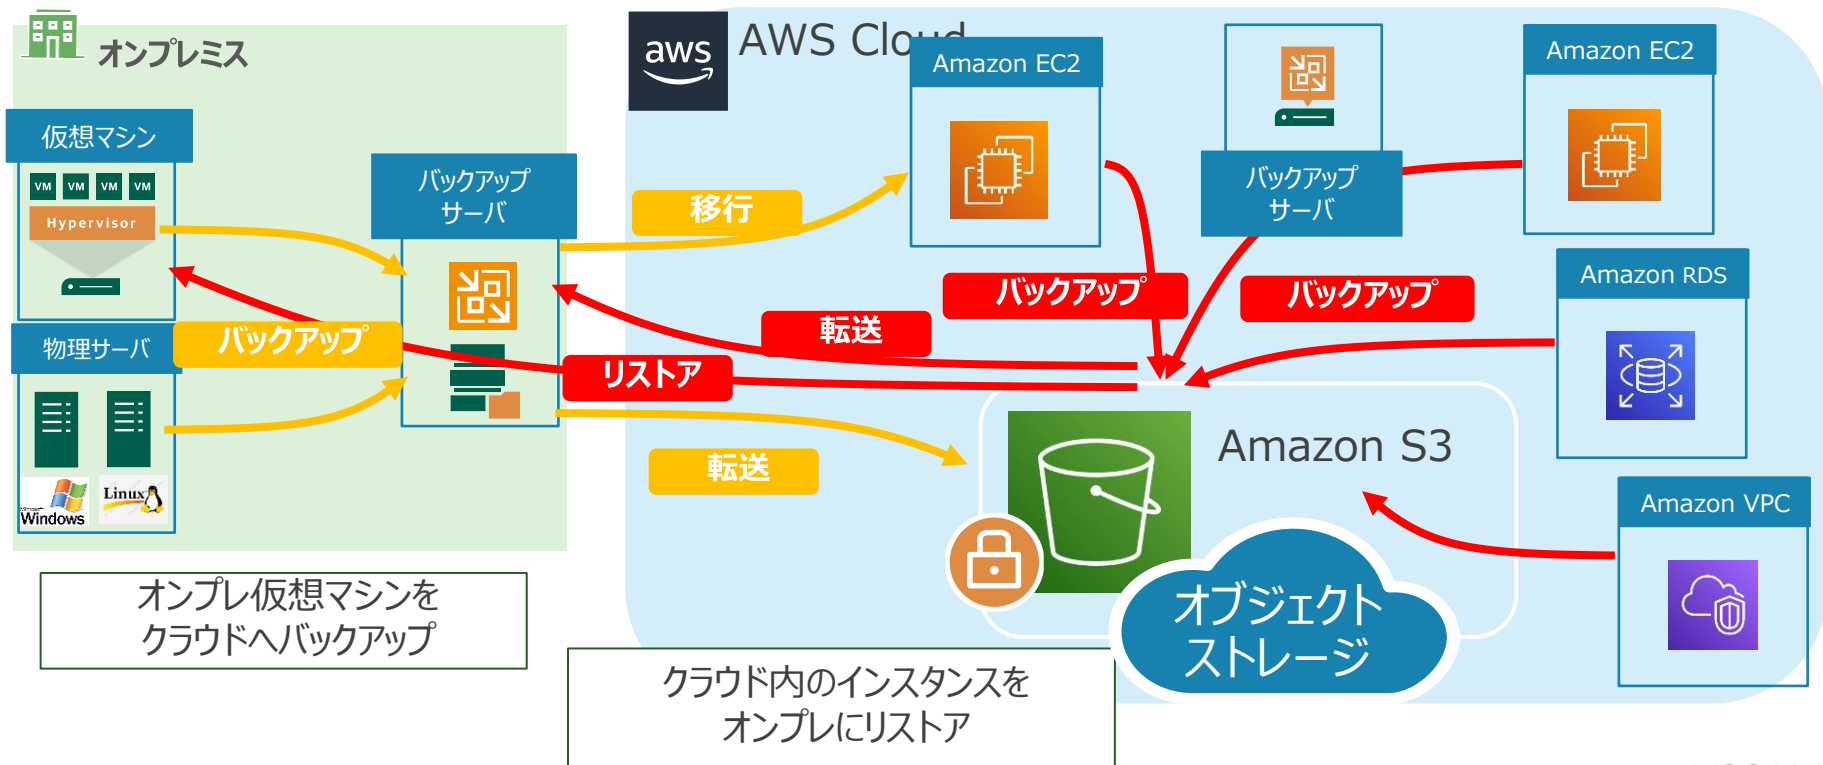 オンプレミス
aws
AWS Cloud
仮想マシン
VM VM VM VM
Hypervisor
物理サーバ
Windows
Linux
バックアップ
サーバ
バックアップ
移行
転送
リストア
転送
Amazon EC2
バックアップ
バックアップ
サーバ
バックアップ
Amazon EC2
Amazon RDS
Amazon S3
Amazon VPC
オブジェクト
ストレージ
オンプレ仮想マシンを
クラウドへバックアップ
クラウド内のインスタンスを
オンプレにリストア